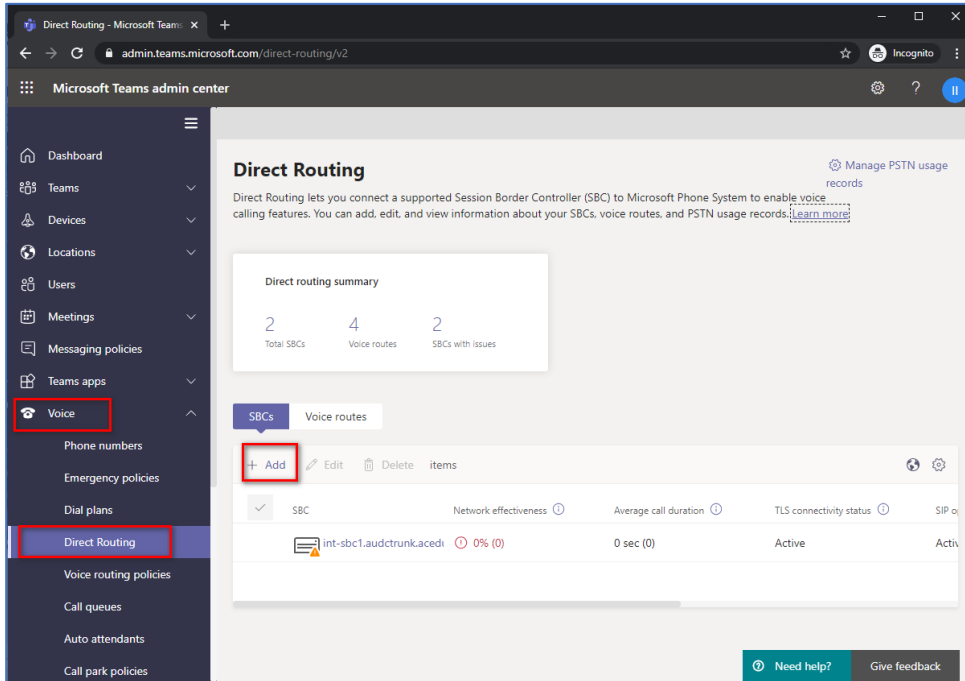 Direct Routing - Microsoft Teams
admin.teams.microsoft.com/direct-routing/v2
Incognito
Microsoft Teams admin center
II
Dashboard
Teams
Devices
Locations
Users
Meetings
Messaging policies
Teams apps
Voice
Phone numbers
Emergency policies
Dial plans
Direct Routing
Voice routing policies
Call queues
Auto attendants
Call park policies
Direct Routing
Manage PSTN usage
records
Direct Routing lets you connect a supported Session Border Controller (SBC) to Microsoft Phone System to enable voice
calling features. You can add, edit, and view information about your SBCs, voice routes, and PSTN usage records. Learn more
Direct routing summary
2 4 2
Total SBCs Voice routes SBCs with issues
SBCs Voice routes
+ Add Edit Delete items
SBC Network effectiveness Average call duration TLS connectivity status SIP
int-sbc1.audctrunk.acedu 0% (0) 0 sec (0) Active Activ
Need help? Give feedback